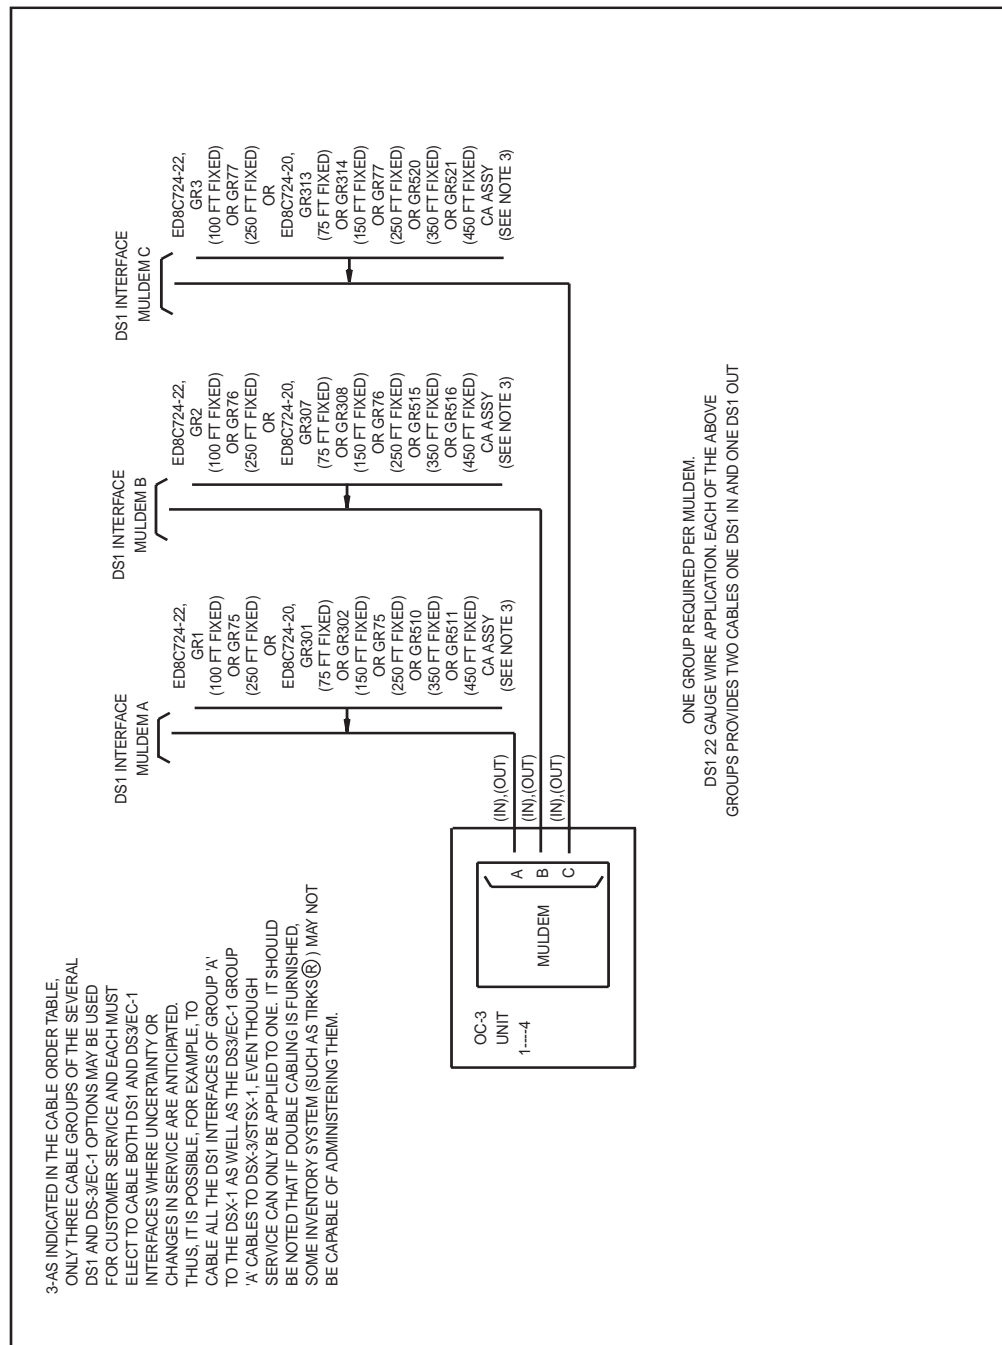 3-AS INDICATED IN THE CABLE ORDER TABLE,
ONLY THREE CABLE GROUPS OF THE SEVERAL
DS1 AND DS-3/EC-1 OPTIONS MAY BE USED
FOR CUSTOMER SERVICE AND EACH MUST
ELECT TO CABLE BOTH DS1 AND DS3/EC-1
INTERFACES WHERE UNCERTAINTY OR
CHANGES IN SERVICE ARE ANTICIPATED.
THUS, IT IS POSSIBLE, FOR EXAMPLE, TO
CABLE ALL THE DS1 INTERFACES OF GROUP 'A'
TO THE DSX-1 AS WELL AS THE DS3/EC-1 GROUP
'A' CABLES TO DSX-3/STSX-1, EVEN THOUGH
SERVICE CAN ONLY BE APPLIED TO ONE. IT SHOULD
BE NOTED THAT IF DOUBLE CABLING IS FURNISHED,
SOME INVENTORY SYSTEM (SUCH AS TIRKS® ) MAY NOT
BE CAPABLE OF ADMINISTERING THEM.
DS1 INTERFACE
MULDEM A
ED8C724-22,
GR1
(100 FT FIXED)
OR GR75
(250 FT FIXED)
OR
ED8C724-20,
GR301
(75 FT FIXED)
OR GR302
(150 FT FIXED)
OR GR75
(250 FT FIXED)
OR GR510
(350 FT FIXED)
OR GR511
(450 FT FIXED)
CA ASSY
(SEE NOTE 3)
DS1 INTERFACE
MULDEM B
ED8C724-22,
GR2
(100 FT FIXED)
OR GR76
(250 FT FIXED)
OR
ED8C724-20,
GR307
(75 FT FIXED)
OR GR308
(150 FT FIXED)
OR GR76
(250 FT FIXED)
OR GR515
(350 FT FIXED)
OR GR516
(450 FT FIXED)
CA ASSY
(SEE NOTE 3)
DS1 INTERFACE
MULDEM C
ED8C724-22,
GR3
(100 FT FIXED)
OR GR77
(250 FT FIXED)
OR
ED8C724-20,
GR313
(75 FT FIXED)
OR GR314
(150 FT FIXED)
OR GR77
(250 FT FIXED)
OR GR520
(350 FT FIXED)
OR GR521
(450 FT FIXED)
CA ASSY
(SEE NOTE 3)
OC-3
UNIT
1----4
MULDEM
A
B
C
(IN),(OUT)
(IN),(OUT)
(IN),(OUT)
ONE GROUP REQUIRED PER MULDEM.
DS1 22 GAUGE WIRE APPLICATION. EACH OF THE ABOVE
GROUPS PROVIDES TWO CABLES ONE DS1 IN AND ONE DS1 OUT